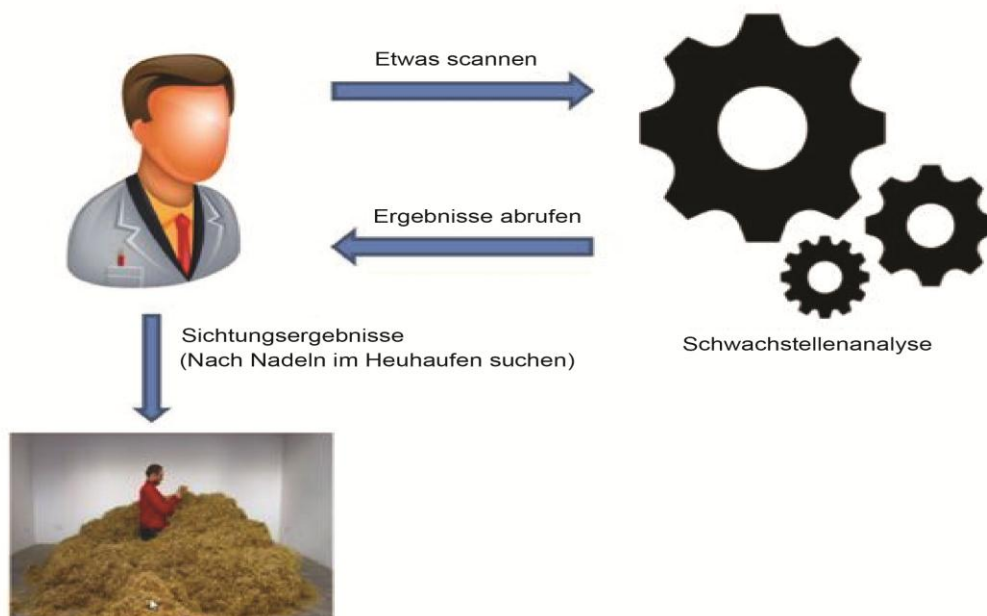 Etwas scannen
Ergebnisse abrufen
Sichtungsergebnisse
(Nach Nadeln im Heuhaufen suchen)
Schwachstellenanalyse